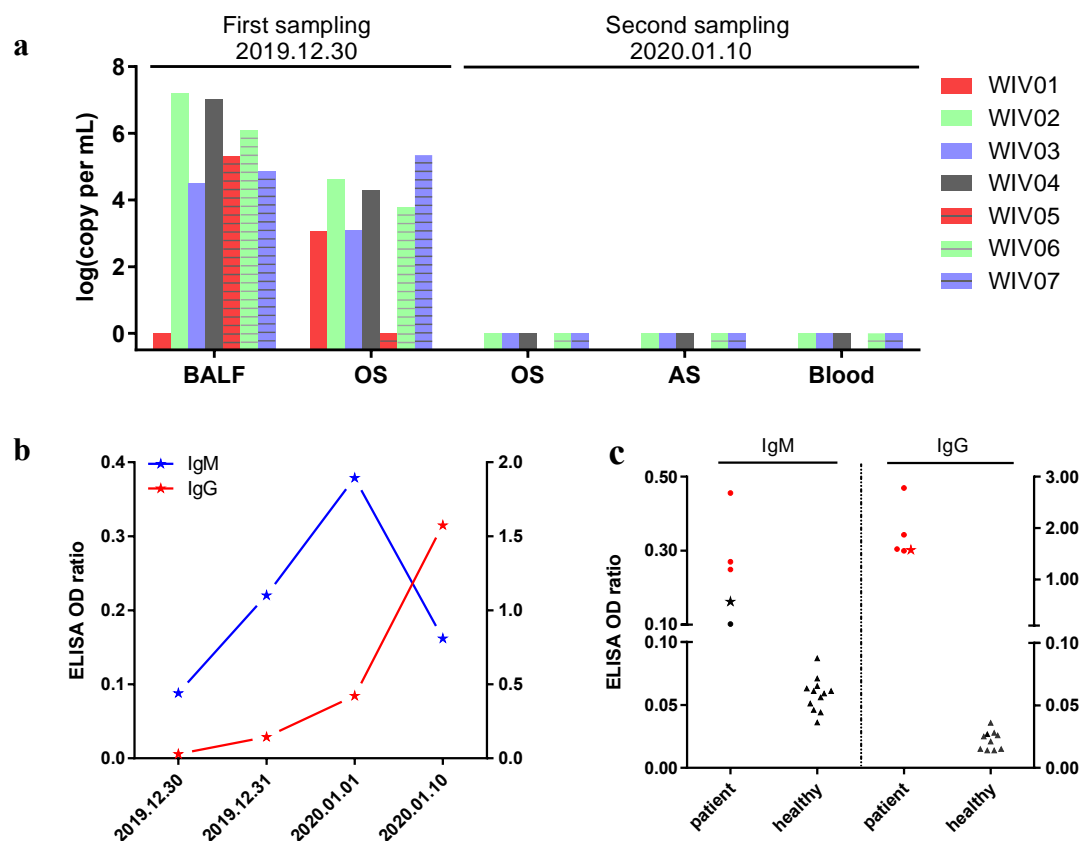 a
First sampling
2019.12.30
Second sampling
2020.01.10
log(copy per mL)
8
6
4
2
0
BALF
OS
OS
AS
Blood
WIV01
WIV02
WIV03
WIV04
WIV05
WIV06
WIV07
b
IgM
IgG
ELISA OD ratio
0.4
0.3
0.2
0.1
0.0
2.0
1.5
1.0
0.5
0.0
2019.12.30
2019.12.31
2020.01.01
2020.01.10
c
IgM
IgG
ELISA OD ratio
0.50
0.30
0.10
0.10
0.05
0.00
3.00
2.00
1.00
0.10
0.05
0.00
patient
healthy
patient
healthy